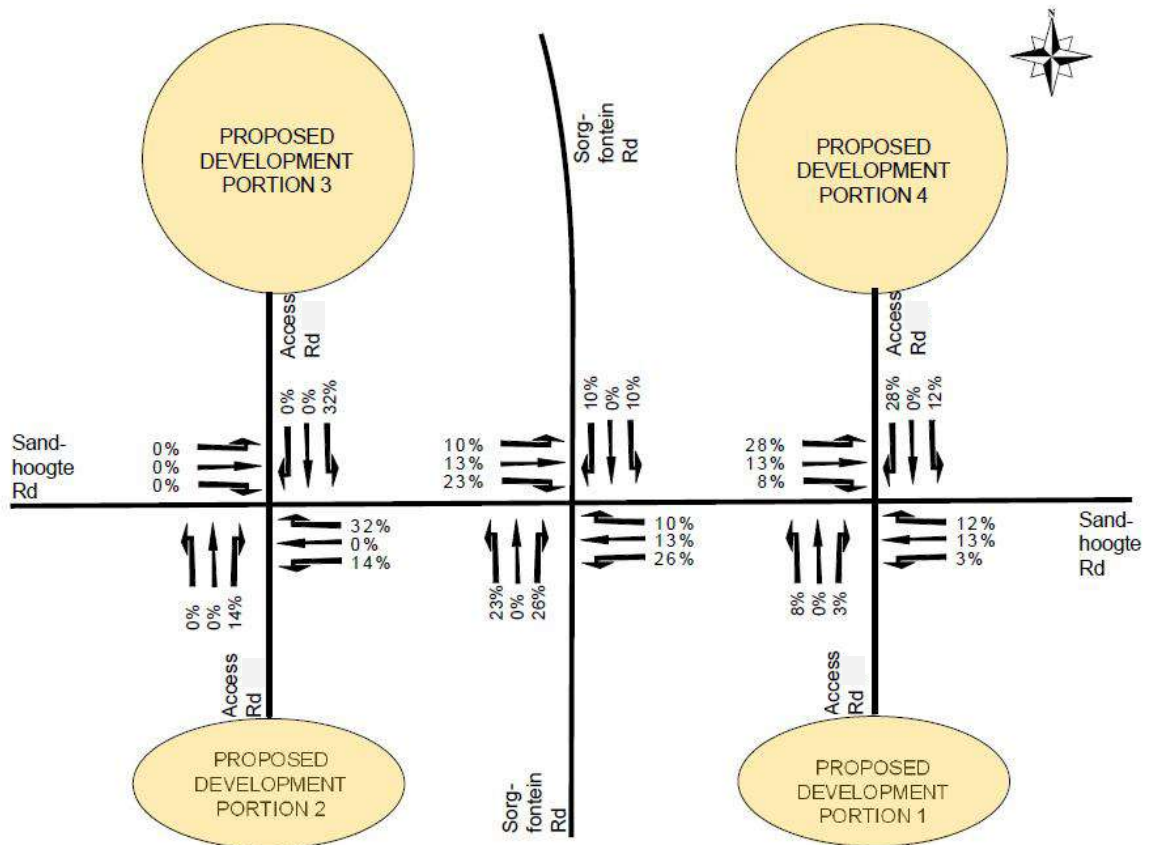 N
PROPOSED
DEVELOPMENT
PORTION 3
Sorg-
fontein
Rd
PROPOSED
DEVELOPMENT
PORTION 4
Access
Rd
Access
Rd
0%
0%
32%
10%
0%
10%
28%
0%
12%
Sand-
hoogte
Rd
0%
0%
0%
10%
13%
23%
28%
13%
8%
32%
0%
14%
10%
13%
26%
12%
13%
3%
Sand-
hoogte
Rd
0%
0%
14%
23%
0%
26%
8%
0%
3%
Access
Rd
Access
Rd
PROPOSED
DEVELOPMENT
PORTION 2
Sorg-
fontein
Rd
PROPOSED
DEVELOPMENT
PORTION 1